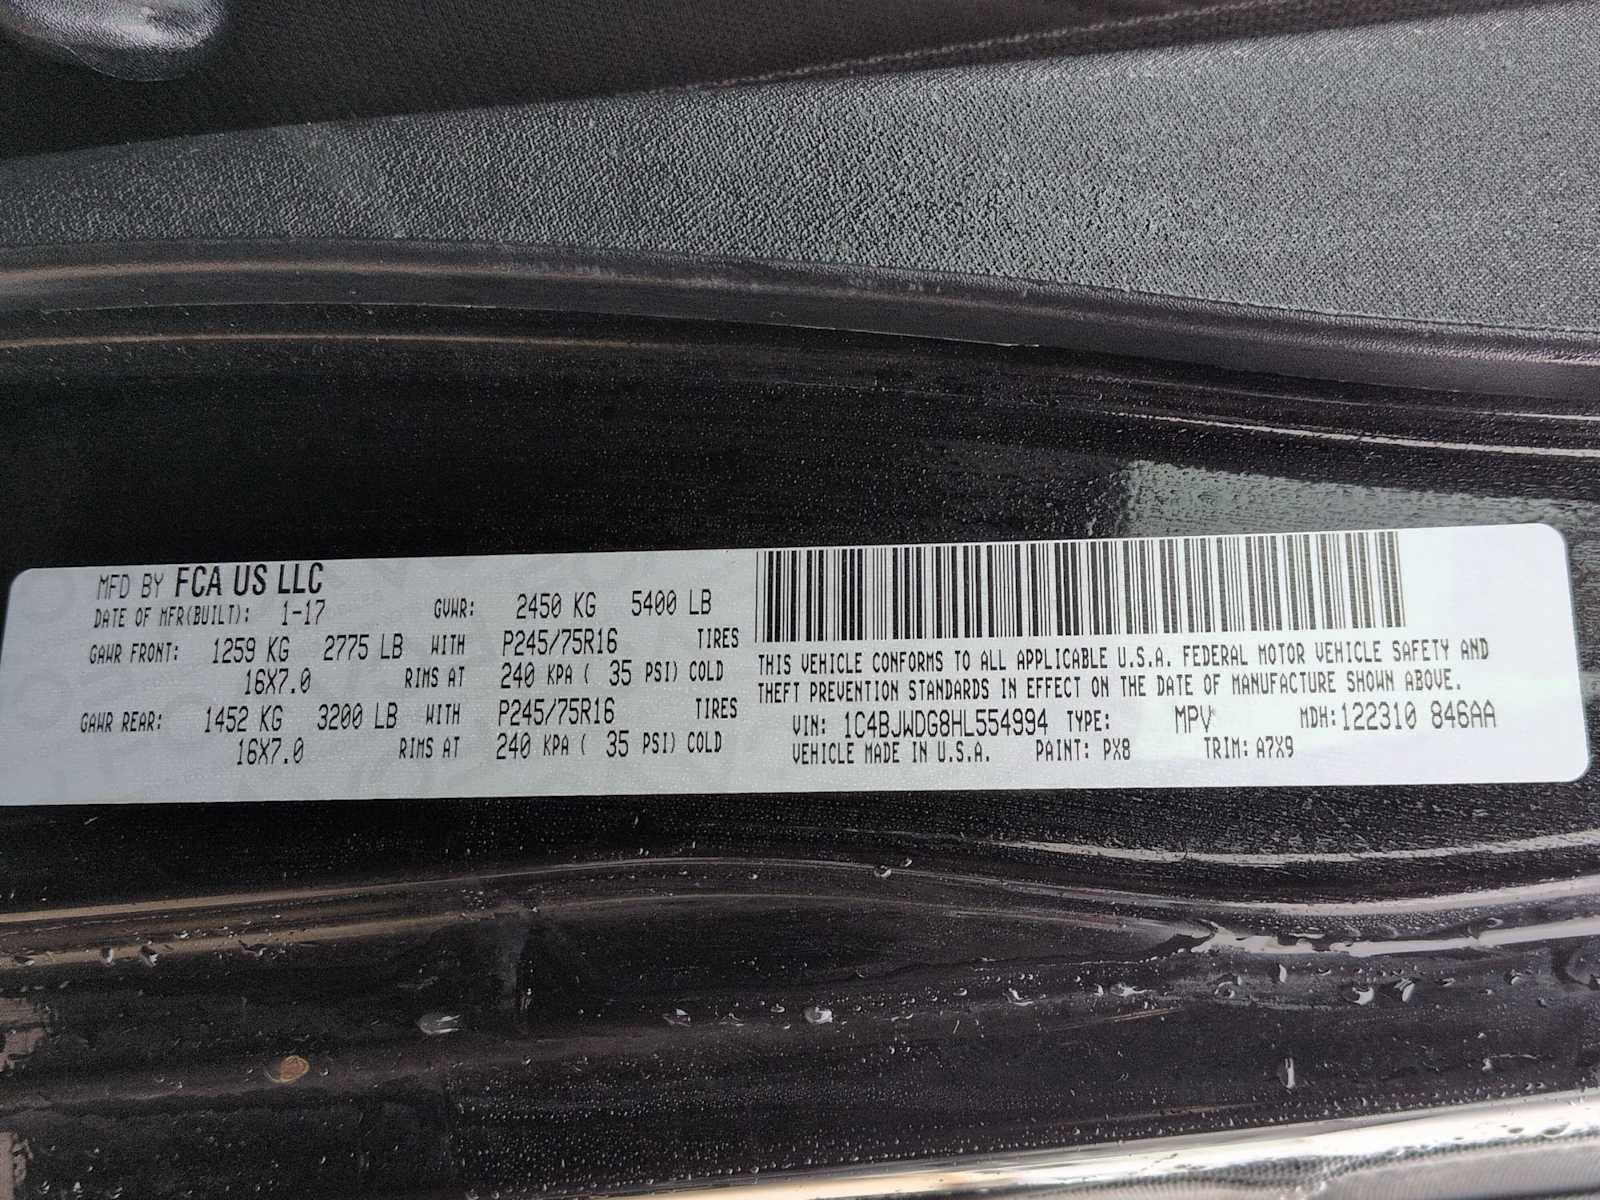 MFD BY FCA US LLC
DATE OF MFR(BUILT): 1-17 GVWR: 2450 KG 5400 LB
GAWR FRONT: 1259 KG 2775 LB WITH P245/75R16 TIRES
16X7.0 RIMS AT 240 KPA ( 35 PSI) COLD
GAWR REAR: 1452 KG 3200 LB WITH P245/75R16 TIRES
16X7.0 RIMS AT 240 KPA ( 35 PSI) COLD
THIS VEHICLE CONFORMS TO ALL APPLICABLE U.S.A. FEDERAL MOTOR VEHICLE SAFETY AND
THEFT PREVENTION STANDARDS IN EFFECT ON THE DATE OF MANUFACTURE SHOWN ABOVE.
VIN: 1C4BJWDG8HL554994 TYPE: MPV MDH:122310 846AA
VEHICLE MADE IN U.S.A. PAINT: PX8 TRIM: A7X9